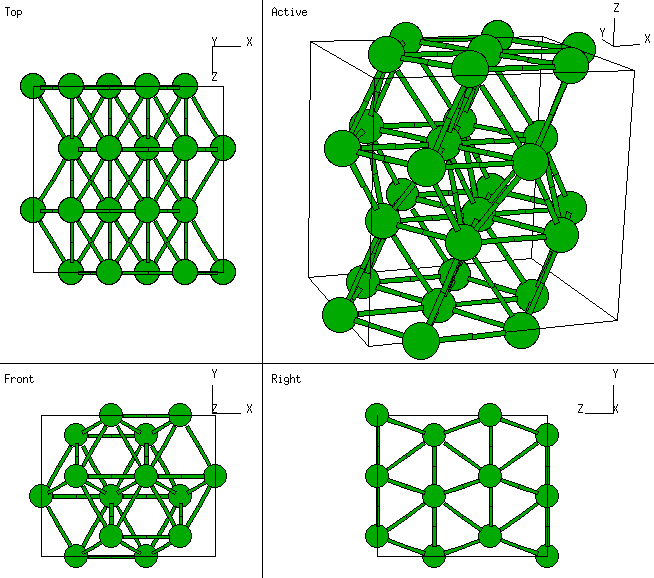 Top
Y X
Z
Active
Z
Y X
Front
Y
Z X
Right
Y
Z X